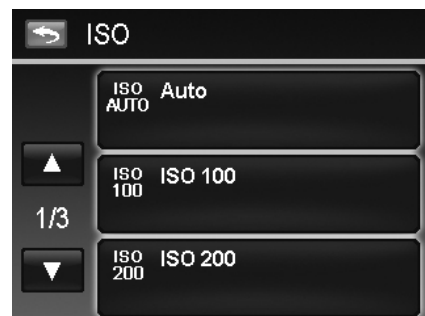 ISO
ISO AUTO Auto
ISO 100 ISO 100
1/3
ISO 200 ISO 200